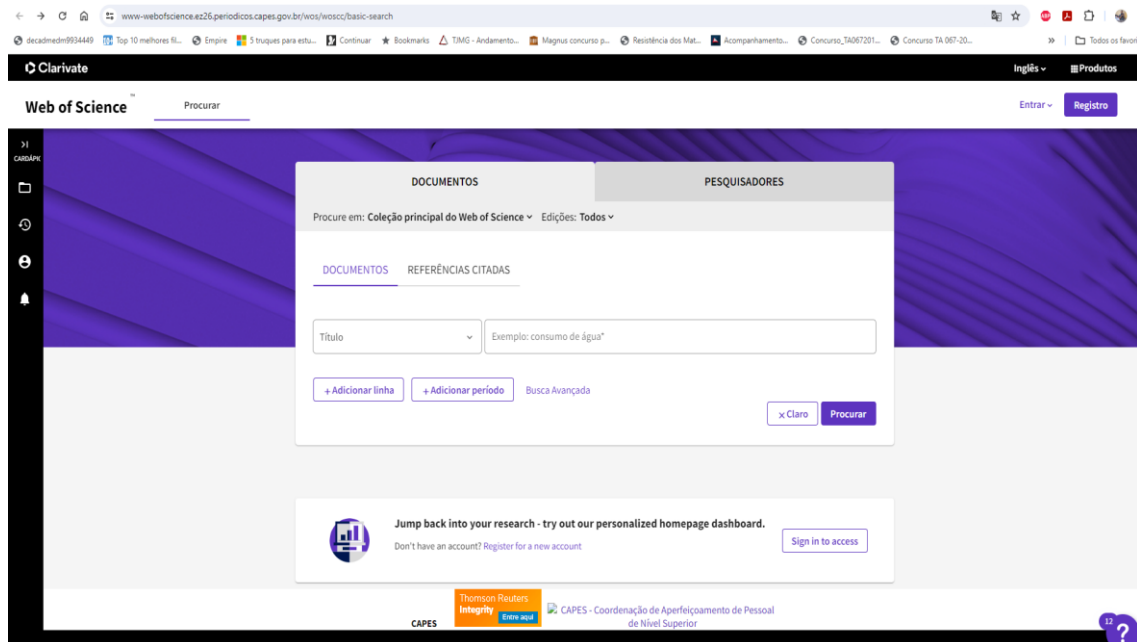 www-webofscience.ez26.periodicos.capes.gov.br/wos/woscc/basic-search
decadmedm9934449 Top 10 melhores fil... Empire 5 truques para estu... Continuar Bookmarks TJMG - Andamento... Magnus concurso p... Resistência dos Mat... Acompanhamento... Concurso_TA067201... Concurso TA 067-20... » Todos os favori
Clarivate Inglês Produtos
Web of Science™ Procurar Entrar Registro
CARDÁPI
DOCUMENTOS PESQUISADORES
Procure em: Coleção principal do Web of Science Edições: Todos
DOCUMENTOS REFERÊNCIAS CITADAS
Título Exemplo: consumo de água*
+ Adicionar linha + Adicionar período Busca Avançada
× Claro Procurar
Jump back into your research - try out our personalized homepage dashboard.
Don't have an account? Register for a new account
Sign in to access
Thomson Reuters
Integrity
Entre aqui
CAPES
CAPES - Coordenação de Aperfeiçoamento de Pessoal
de Nível Superior
12
?